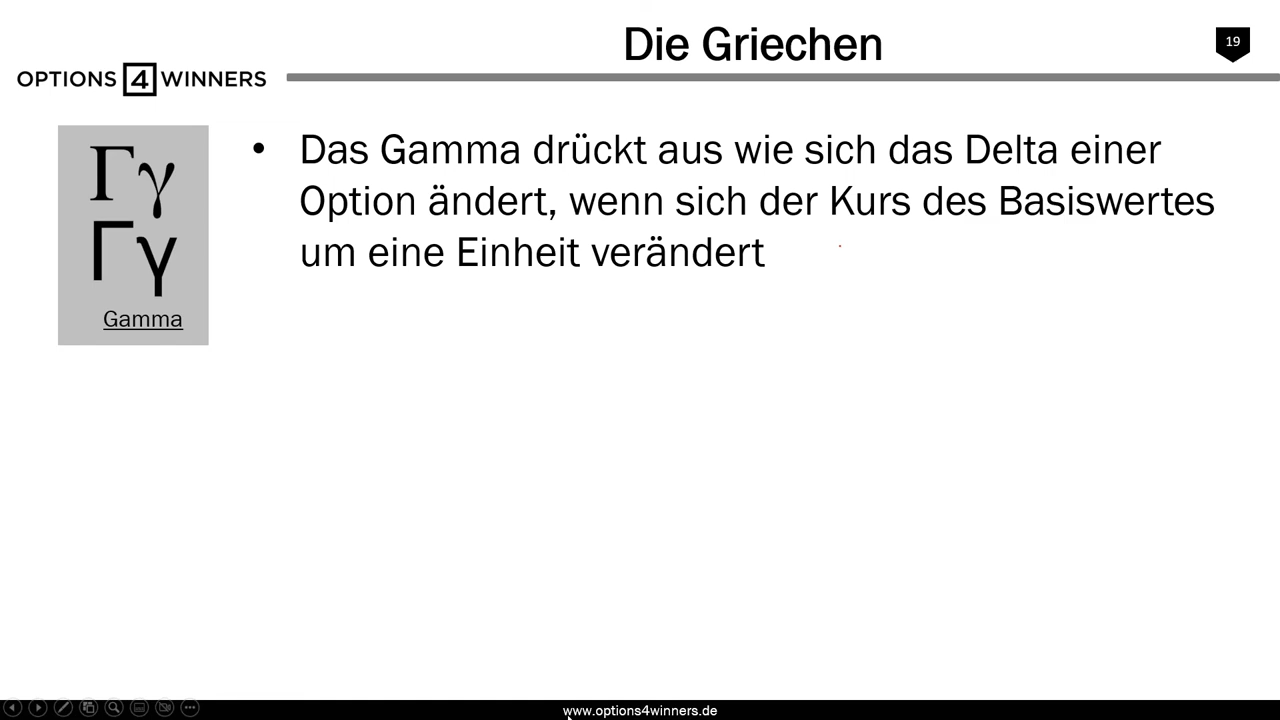 Die Griechen
19
OPTIONS 4 WINNERS
Γγ
Γγ
Gamma
• Das Gamma drückt aus wie sich das Delta einer
Option ändert, wenn sich der Kurs des Basiswertes
um eine Einheit verändert
www.options4winners.de